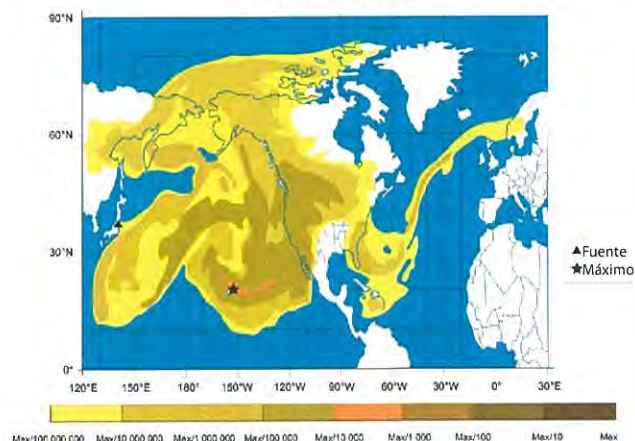 90°N
60°N
30°N
0°
120°E 150°E 180°E 150°W 120°W 90°W 60°W 30°W 0° 30°E
▲Fuente
★Máximo
Max/100 000 000 Max/10 000 000 Max/1 000 000 Max/100 000 Max/10 000 Max/1 000 Max/100 Max/10 Max